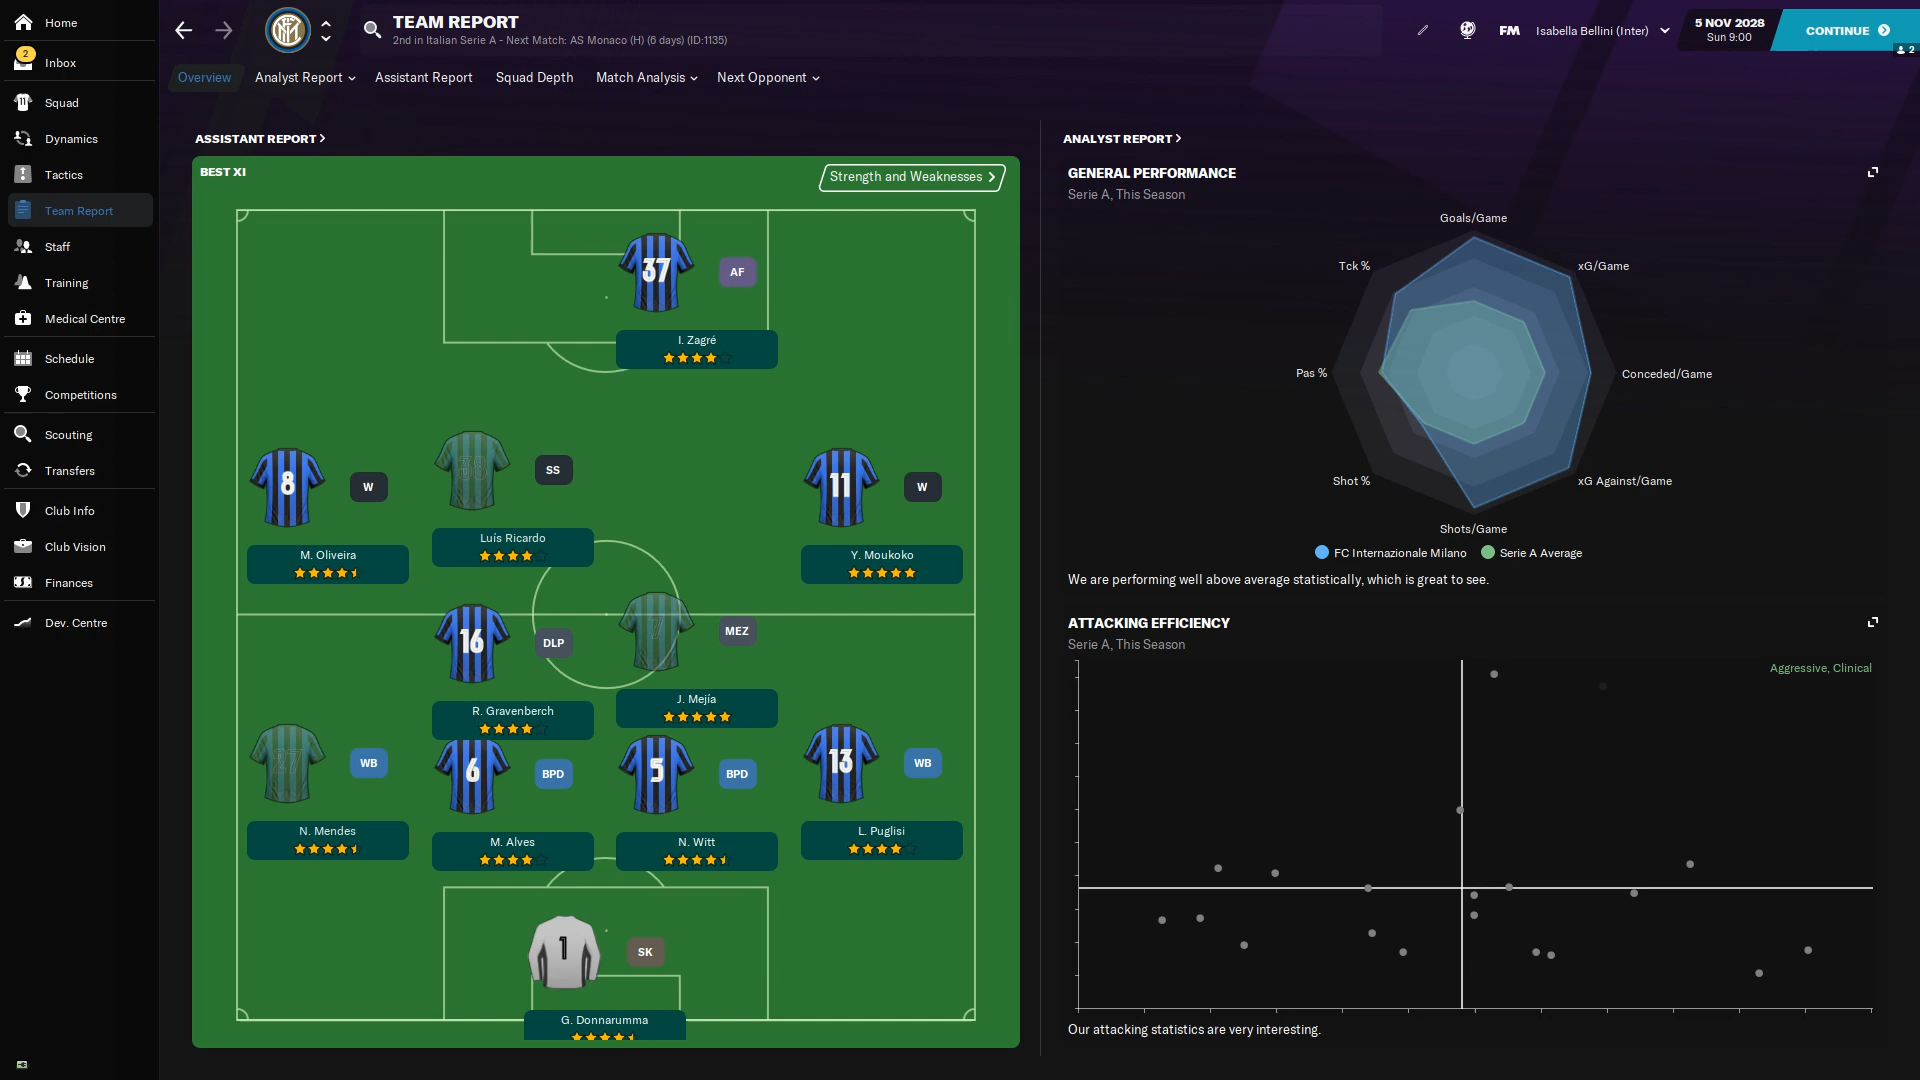 Home
2
Inbox
Squad
Dynamics
Tactics
Team Report
Staff
Training
Medical Centre
Schedule
Competitions
Scouting
Transfers
Club Info
Club Vision
Finances
Dev. Centre
TEAM REPORT
2nd in Italian Serie A - Next Match: AS Monaco (H) (6 days) (ID:1135)
FM
Isabella Bellini (Inter)
5 NOV 2028
Sun 9:00
CONTINUE
2
Overview
Analyst Report
Assistant Report
Squad Depth
Match Analysis
Next Opponent
ASSISTANT REPORT
BEST XI
Strength and Weaknesses
37
AF
I. Zagré
8
W
M. Oliveira
SS
Luís Ricardo
11
W
Y. Moukoko
16
DLP
R. Gravenberch
7
MEZ
J. Mejía
WB
N. Mendes
6
BPD
M. Alves
5
BPD
N. Witt
13
WB
L. Puglisi
1
SK
G. Donnarumma
ANALYST REPORT
GENERAL PERFORMANCE
Serie A, This Season
Goals/Game
xG/Game
Conceded/Game
xG Against/Game
Shots/Game
Shot %
Pas %
Tck %
FC Internazionale Milano
Serie A Average
We are performing well above average statistically, which is great to see.
ATTACKING EFFICIENCY
Serie A, This Season
Aggressive, Clinical
Our attacking statistics are very interesting.